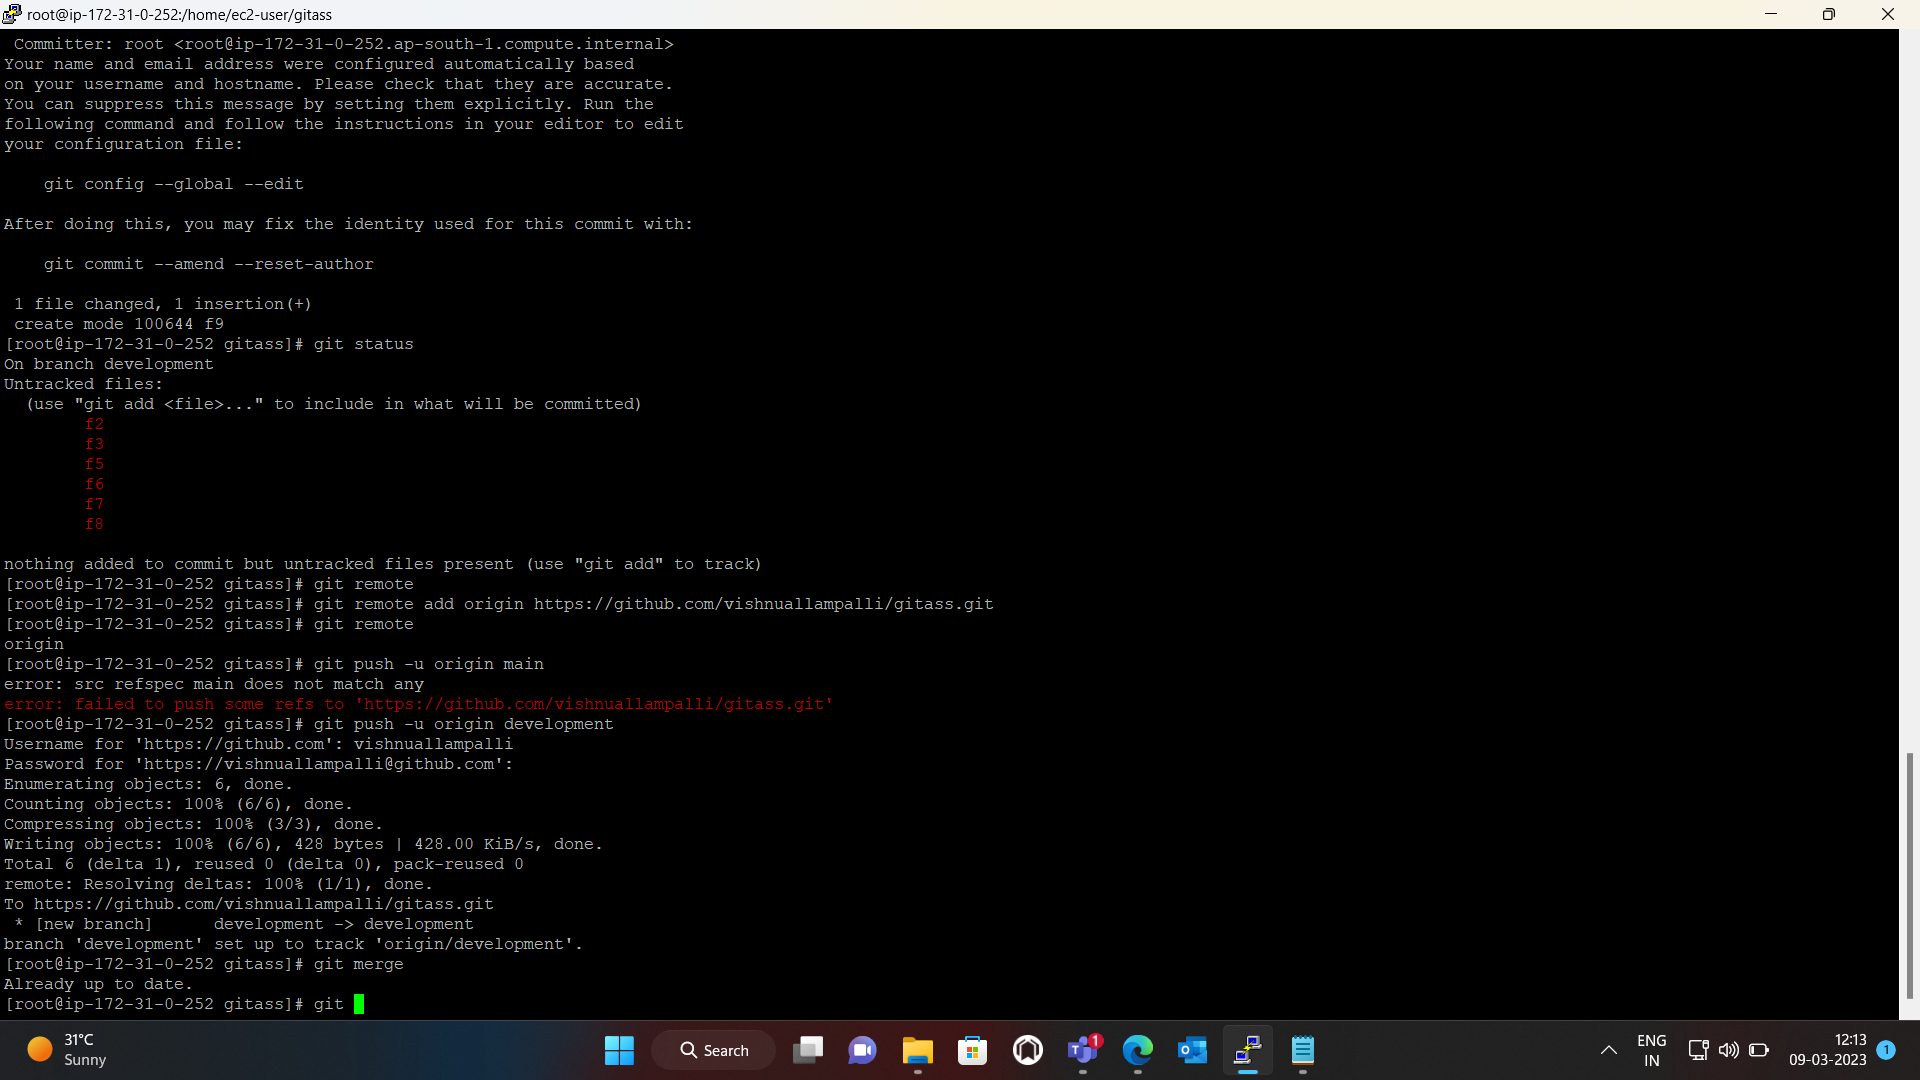 root@ip-172-31-0-252:/home/ec2-user/gitass
 Committer: root <root@ip-172-31-0-252.ap-south-1.compute.internal>
Your name and email address were configured automatically based
on your username and hostname. Please check that they are accurate.
You can suppress this message by setting them explicitly. Run the
following command and follow the instructions in your editor to edit
your configuration file:
    git config --global --edit
After doing this, you may fix the identity used for this commit with:
    git commit --amend --reset-author
 1 file changed, 1 insertion(+)
 create mode 100644 f9
[root@ip-172-31-0-252 gitass]# git status
On branch development
Untracked files:
  (use "git add <file>..." to include in what will be committed)
        f2
        f3
        f5
        f6
        f7
        f8
nothing added to commit but untracked files present (use "git add" to track)
[root@ip-172-31-0-252 gitass]# git remote
[root@ip-172-31-0-252 gitass]# git remote add origin https://github.com/vishnuallampalli/gitass.git
[root@ip-172-31-0-252 gitass]# git remote
origin
[root@ip-172-31-0-252 gitass]# git push -u origin main
error: src refspec main does not match any
error: failed to push some refs to 'https://github.com/vishnuallampalli/gitass.git'
[root@ip-172-31-0-252 gitass]# git push -u origin development
Username for 'https://github.com': vishnuallampalli
Password for 'https://vishnuallampalli@github.com':
Enumerating objects: 6, done.
Counting objects: 100% (6/6), done.
Compressing objects: 100% (3/3), done.
Writing objects: 100% (6/6), 428 bytes | 428.00 KiB/s, done.
Total 6 (delta 1), reused 0 (delta 0), pack-reused 0
remote: Resolving deltas: 100% (1/1), done.
To https://github.com/vishnuallampalli/gitass.git
 * [new branch]      development -> development
branch 'development' set up to track 'origin/development'.
[root@ip-172-31-0-252 gitass]# git merge
Already up to date.
[root@ip-172-31-0-252 gitass]# git
31°C
Sunny
Search
1
ENG
IN
12:13
09-03-2023
1